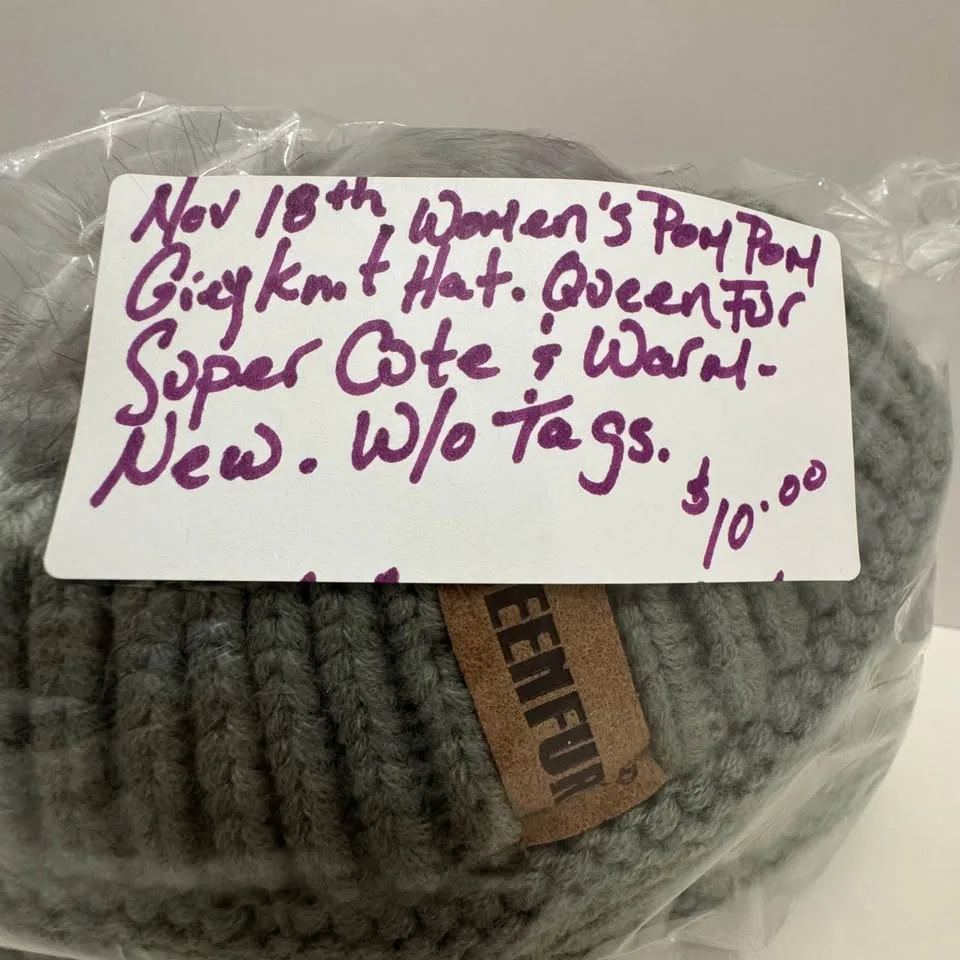 Nov 18th Women's Pom Pom
Grey Knit Hat. Queen Fur
Super Cute & Warm-
New. W/o Tags.
$10.00
EENFUR